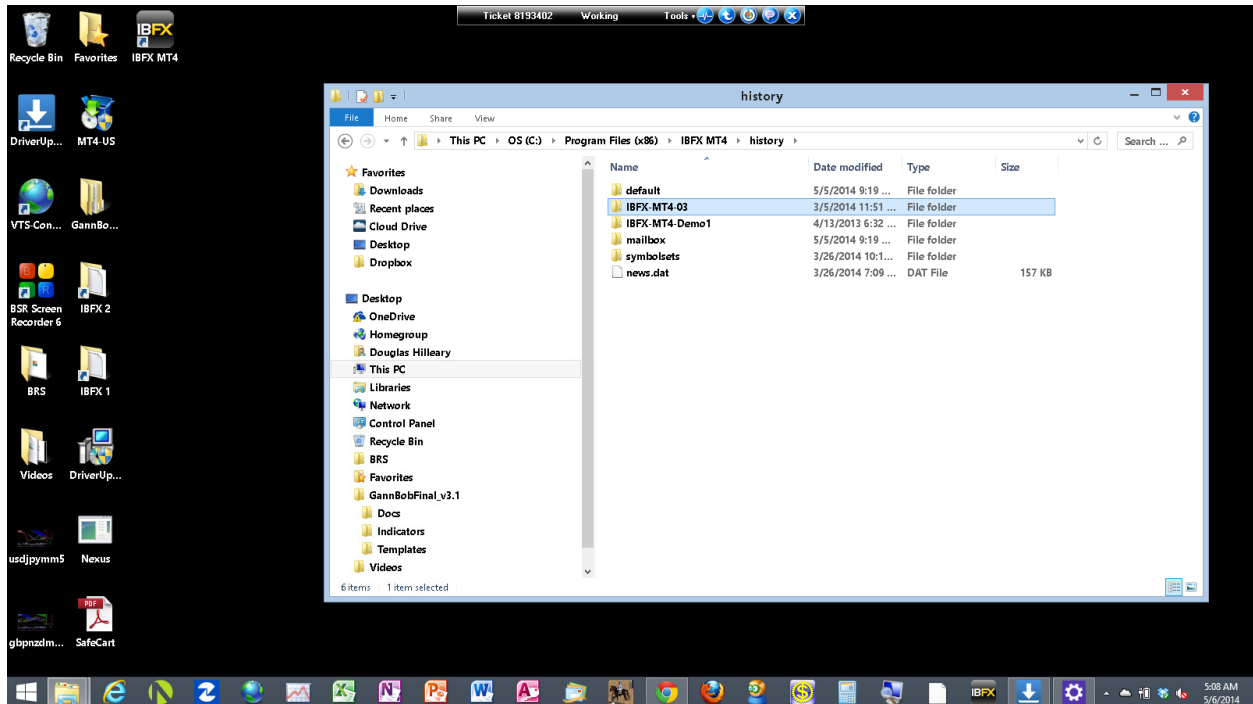 Ticket 8193402 Working Tools
Recycle Bin Favorites IBFX MT4
IBFX
DriverUp... MT4-US
VTS-Con... GannBo...
BSR Screen Recorder 6 IBFX 2
B S R
BRS IBFX 1
Videos DriverUp...
usdjpymm5 Nexus
PDF
gbpnzdm... SafeCart
history
File Home Share View
This PC OS (C:) Program Files (x86) IBFX MT4 history Search ...
Favorites
Downloads
Recent places
Cloud Drive
Desktop
Dropbox
Desktop
OneDrive
Homegroup
Douglas Hilleary
This PC
Libraries
Network
Control Panel
Recycle Bin
BRS
Favorites
GannBobFinal_v3.1
Docs
Indicators
Templates
Videos
Name Date modified Type Size
default 5/5/2014 9:19 ... File folder
IBFX-MT4-03 3/5/2014 11:51 ... File folder
IBFX-MT4-Demo1 4/13/2013 6:32 ... File folder
mailbox 5/5/2014 9:19 ... File folder
symbolsets 3/26/2014 10:1... File folder
news.dat 3/26/2014 7:09 ... DAT File 157 KB
6 items 1 item selected
IBFX
5:08 AM
5/6/2014